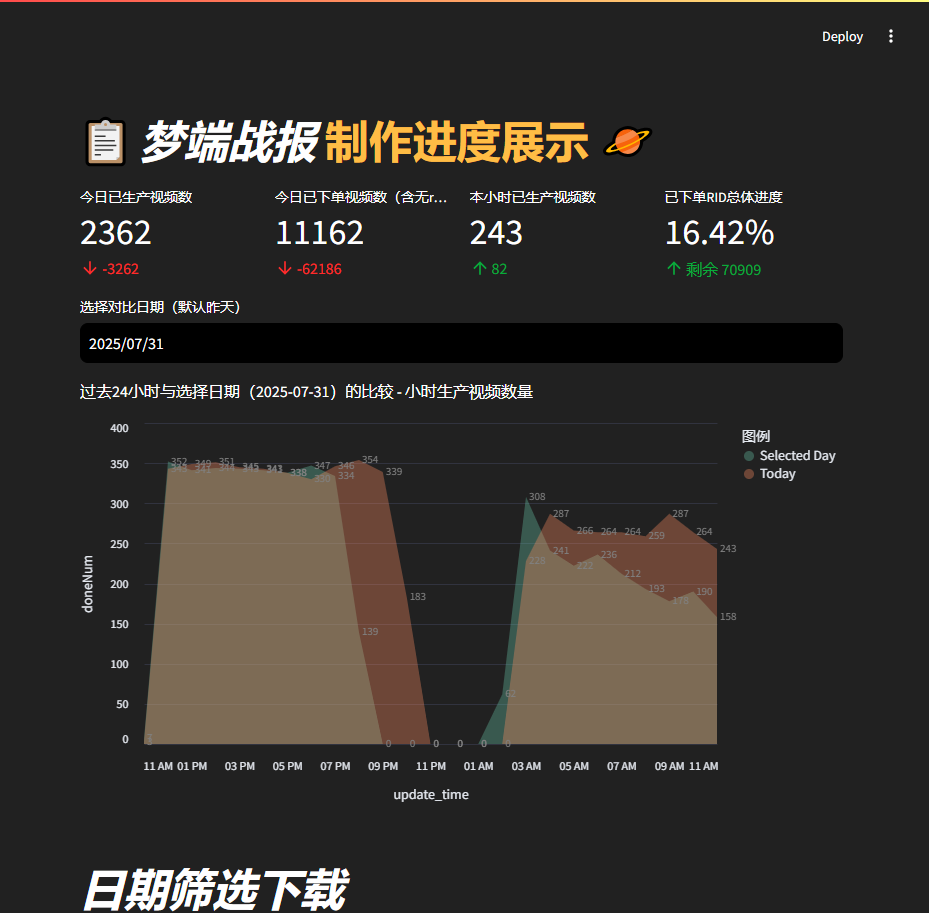 Deploy
梦端战报 制作进度展示
今日已生产视频数
2362
-3262
今日已下单视频数（含无r...
11162
-62186
本小时已生产视频数
243
82
已下单RID总体进度
16.42%
剩余 70909
选择对比日期（默认昨天）
2025/07/31
过去24小时与选择日期（2025-07-31）的比较 - 小时生产视频数量
图例
Selected Day
Today
doneNum
400
350
300
250
200
150
100
50
0
352 349 351 345 341 338 347 346 354 339
334
183
139
0 0 0 0 0 0
62
308 287 266 264 264 259 287 264 243
228 241 222 236 212 193 178 190 158
11 AM 01 PM 03 PM 05 PM 07 PM 09 PM 11 PM 01 AM 03 AM 05 AM 07 AM 09 AM 11 AM
update_time
日期筛选下载